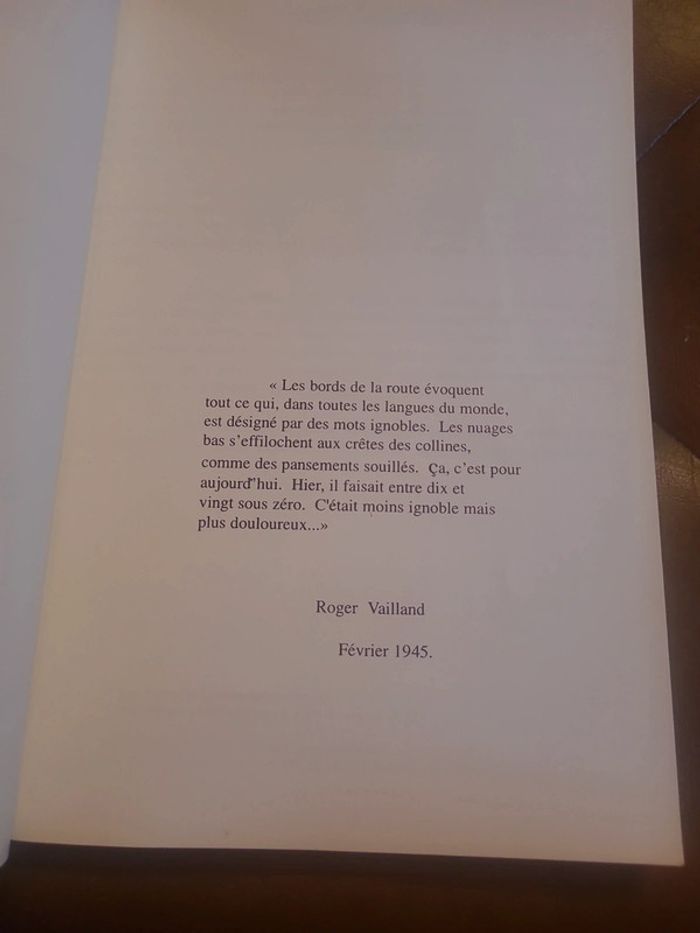 « Les bords de la route évoquent
tout ce qui, dans toutes les langues du monde,
est désigné par des mots ignobles. Les nuages
bas s'effilochent aux crêtes des collines,
comme des pansements souillés. Ça, c'est pour
aujourd''hui. Hier, il faisait entre dix et
vingt sous zéro. C'était moins ignoble mais
plus douloureux...»
Roger Vailland
Février 1945.